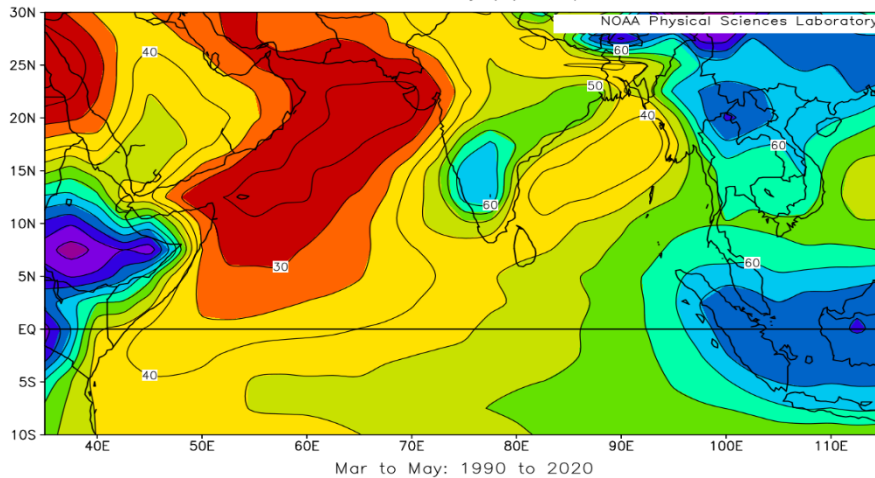 NOAA Physical Sciences Laboratory
30N
25N
20N
15N
10N
5N
EQ
5S
10S
40
60
50
40
60
60
30
60
40
40E
50E
60E
70E
80E
90E
100E
110E
Mar to May: 1990 to 2020